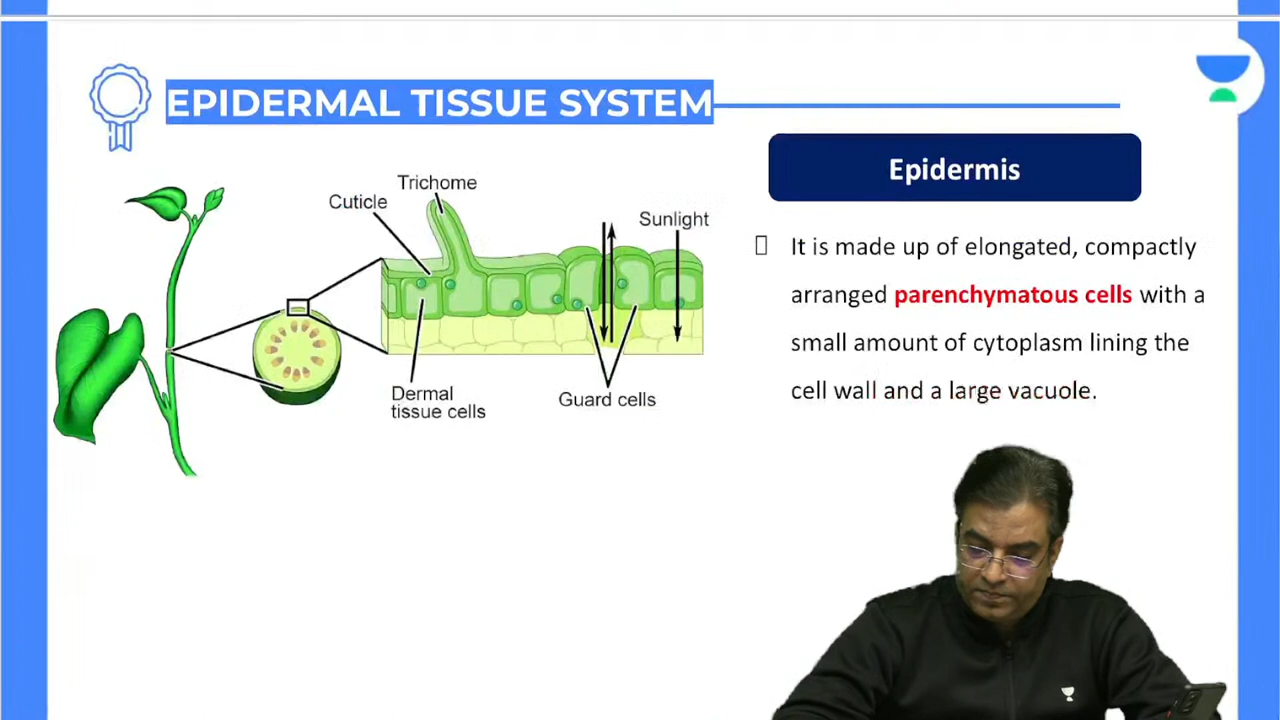 EPIDERMAL TISSUE SYSTEM
Epidermis
Trichome
Cuticle
Sunlight
Dermal
tissue cells
Guard cells
It is made up of elongated, compactly
arranged parenchymatous cells with a
small amount of cytoplasm lining the
cell wall and a large vacuole.